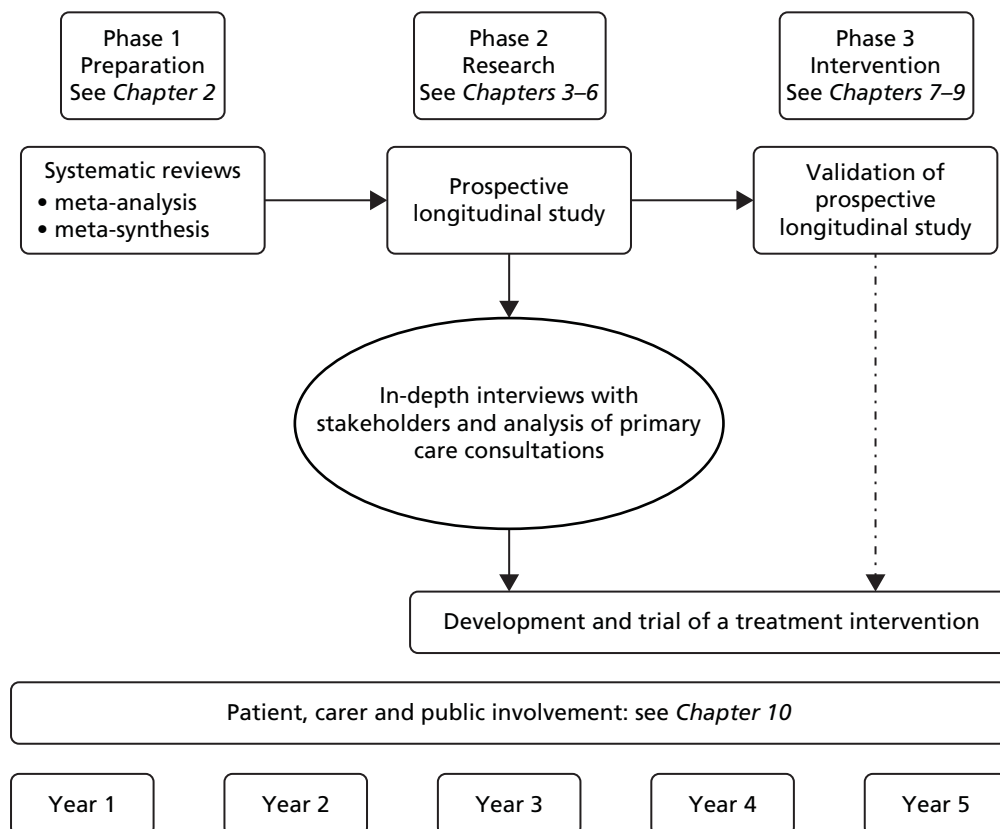 Phase 1
Preparation
See Chapter 2
Phase 2
Research
See Chapters 3–6
Phase 3
Intervention
See Chapters 7–9
Systematic reviews
• meta-analysis
• meta-synthesis
Prospective
longitudinal study
Validation of
prospective
longitudinal study
In-depth interviews with
stakeholders and analysis of primary
care consultations
Development and trial of a treatment intervention
Patient, carer and public involvement: see Chapter 10
Year 1
Year 2
Year 3
Year 4
Year 5